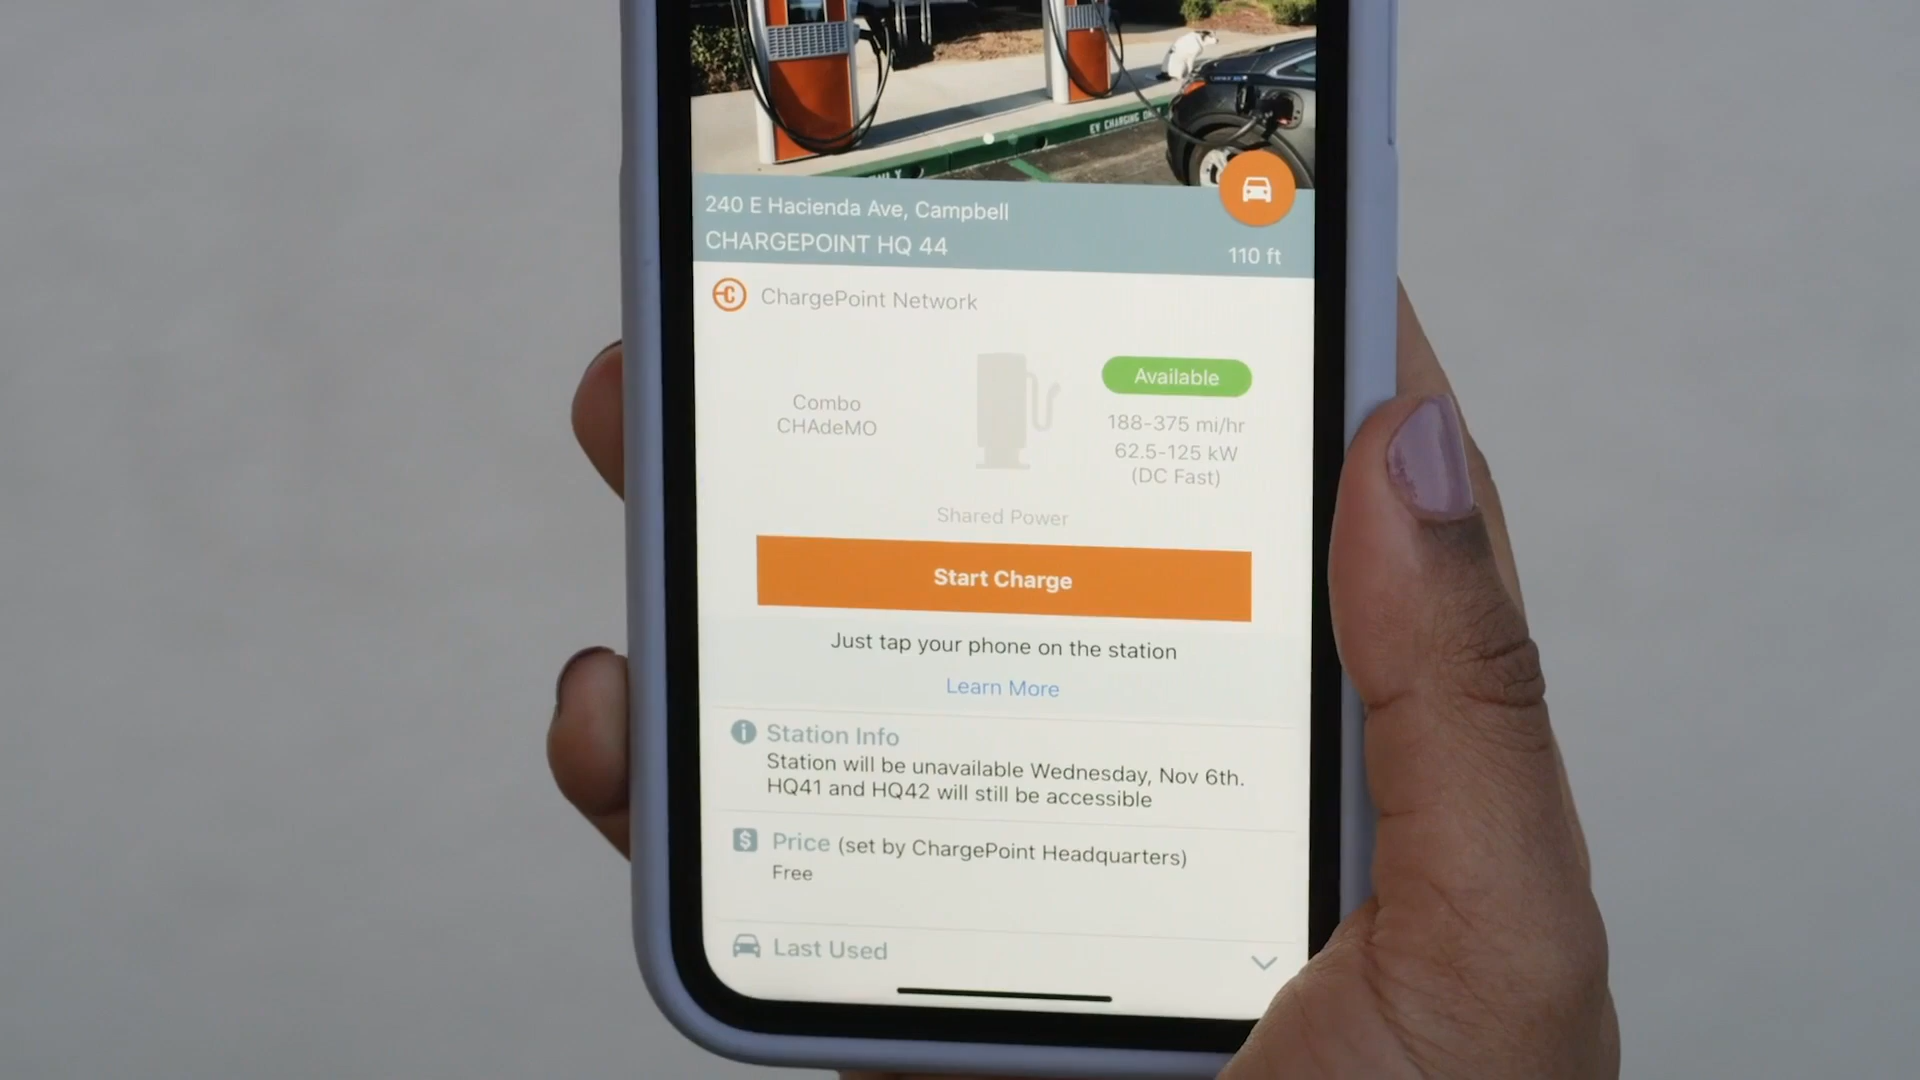 EV CHARGING ONLY
240 E Hacienda Ave, Campbell
CHARGEPOINT HQ 44
110 ft
ChargePoint Network
Available
Combo
CHAdeMO
188-375 mi/hr
62.5-125 kW
(DC Fast)
Shared Power
Start Charge
Just tap your phone on the station
Learn More
Station Info
Station will be unavailable Wednesday, Nov 6th.
HQ41 and HQ42 will still be accessible
Price (set by ChargePoint Headquarters)
Free
Last Used